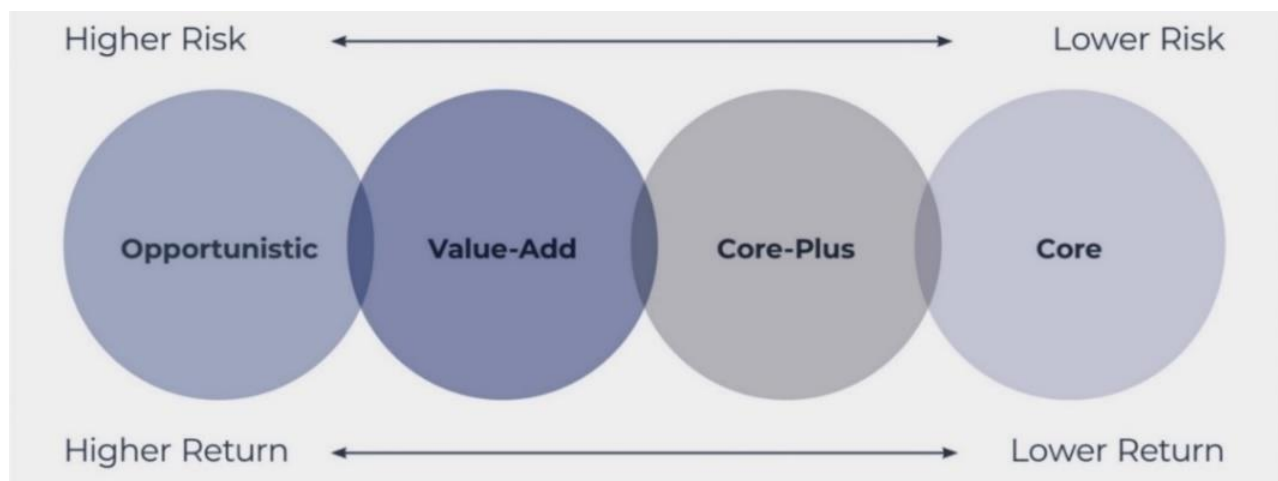 Higher Risk Lower Risk
Opportunistic Value-Add Core-Plus Core
Higher Return Lower Return